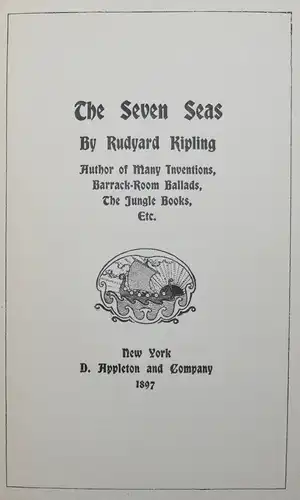 The Seven Seas
By Rudyard Kipling
Author of Many Inventions,
Barrack-Room Ballads,
The Jungle Books,
Etc.
New York
D. Appleton and Company
1897